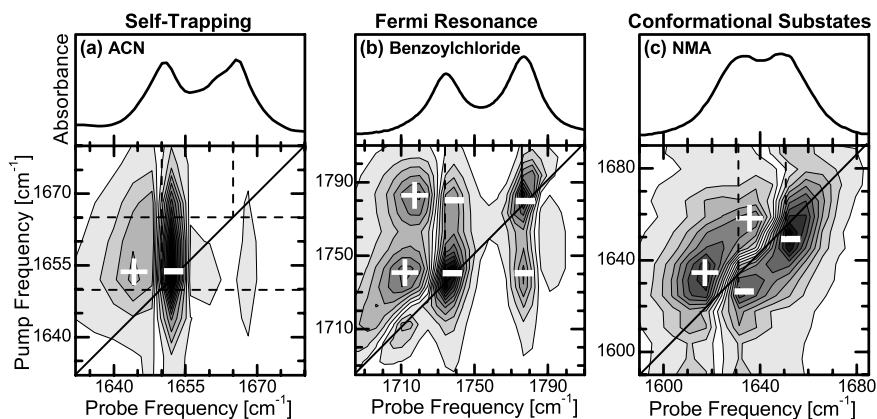 Self-Trapping
Fermi Resonance
Conformational Substates
(a) ACN
(b) Benzoylchloride
(c) NMA
Absorbance
Pump Frequency [cm⁻¹]
1670
1655
1640
1790
1750
1710
1680
1640
1600
+ −
+ −
−
+ −
−
+
−
+
−
1640 1655 1670
1710 1750 1790
1600 1640 1680
Probe Frequency [cm⁻¹]
Probe Frequency [cm⁻¹]
Probe Frequency [cm⁻¹]